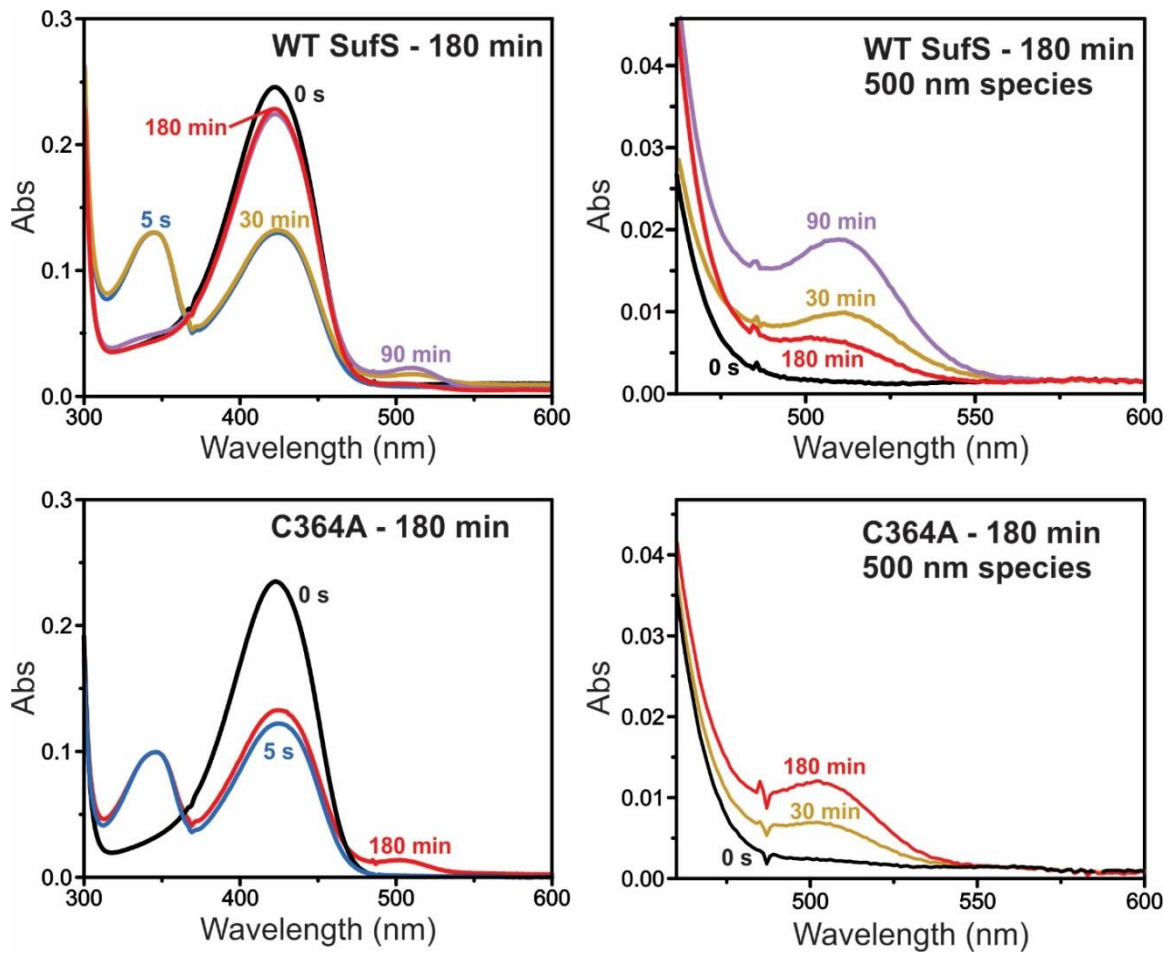 WT SufS - 180 min
0 s
180 min
5 s
30 min
90 min
0.3
0.2
0.1
0.0
Abs
300
400
500
600
Wavelength (nm)
WT SufS - 180 min
500 nm species
90 min
30 min
180 min
0 s
0.04
0.03
0.02
0.01
0.00
Abs
500
550
600
Wavelength (nm)
C364A - 180 min
0 s
5 s
180 min
0.3
0.2
0.1
0.0
Abs
300
400
500
600
Wavelength (nm)
C364A - 180 min
500 nm species
180 min
30 min
0 s
0.04
0.03
0.02
0.01
0.00
Abs
500
550
600
Wavelength (nm)